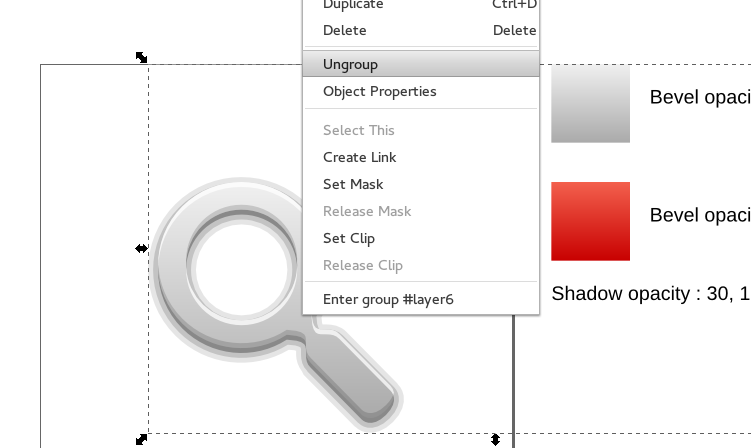 Duplicate Ctrl+D
Delete Delete
Ungroup
Object Properties
Select This
Create Link
Set Mask
Release Mask
Set Clip
Release Clip
Enter group #layer6
Bevel opaci
Bevel opaci
Shadow opacity : 30, 1